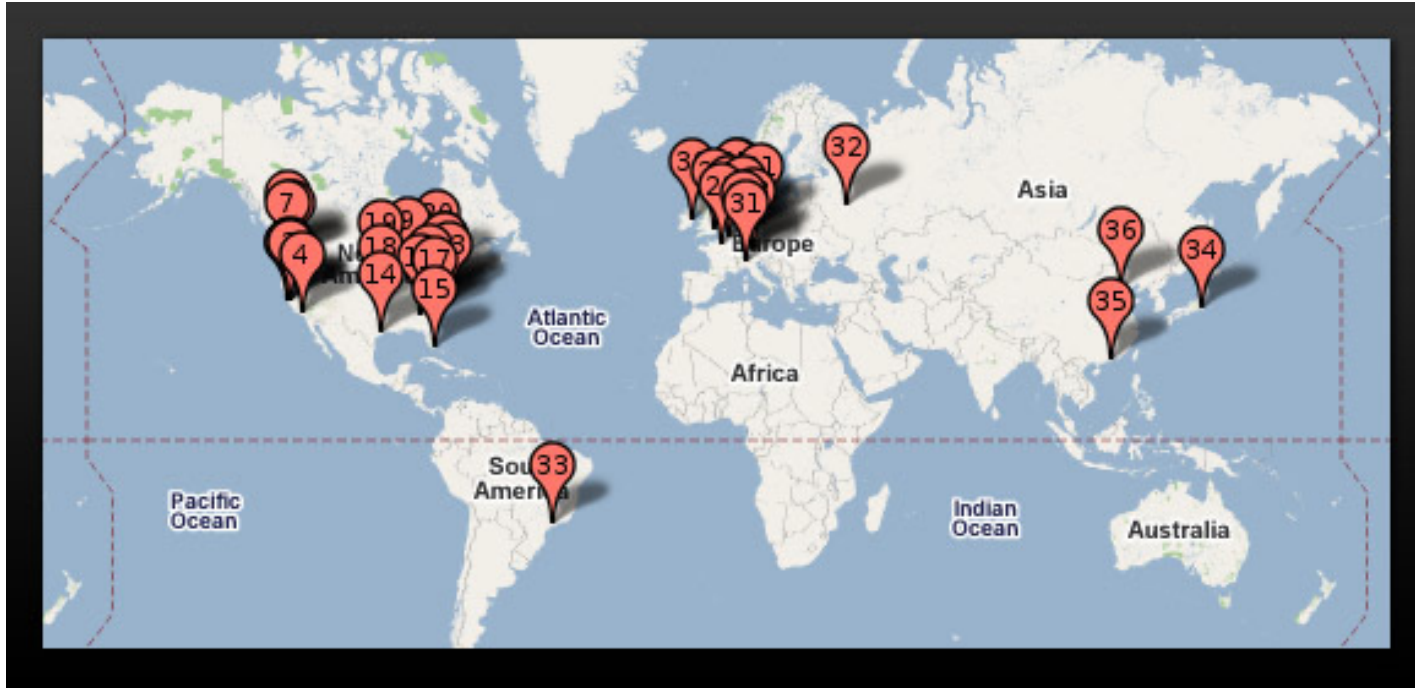 32
Asia
7
36
4
18
34
Europe
31
14
17
15
35
Atlantic
Ocean
Africa
33
South
America
Pacific
Ocean
Indian
Ocean
Australia